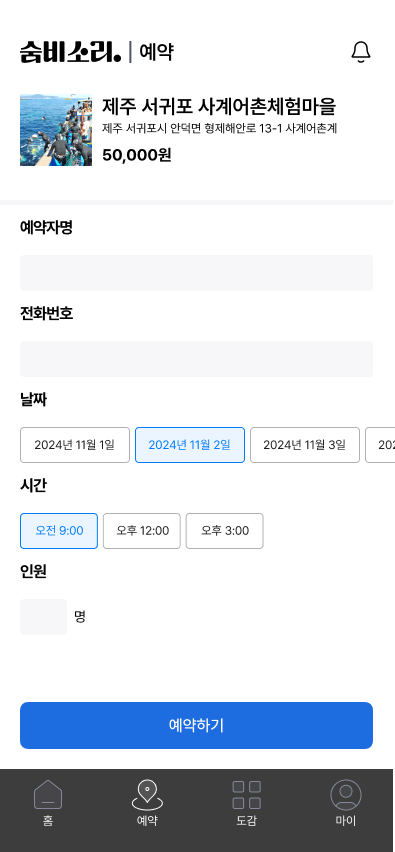 숨비소리. | 예약
제주 서귀포 사계어촌체험마을
제주 서귀포시 안덕면 형제해안로 13-1 사계어촌계
50,000원
예약자명
전화번호
날짜
2024년 11월 1일 2024년 11월 2일 2024년 11월 3일 202
시간
오전 9:00 오후 12:00 오후 3:00
인원
명
예약하기
홈 예약 도감 마이